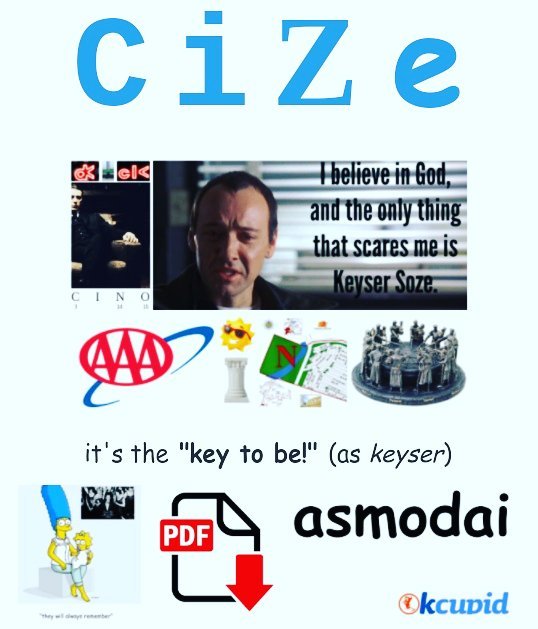 CiZe
I believe in God,
and the only thing
that scares me is
Keyser Soze.
C I N O
AAA
N
it's the "key to be!" (as keyser)
PDF
asmodai
"they will always remember"
okcupid